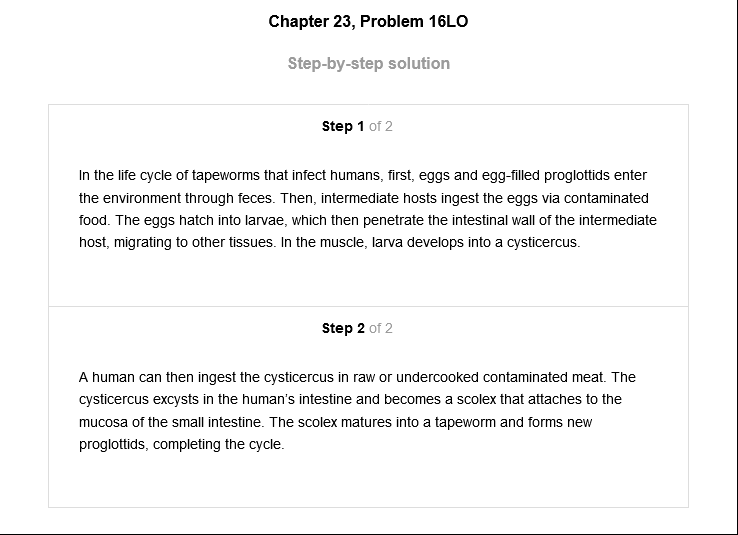 Chapter 23, Problem 16LO
Step-by-step solution
Step 1 of 2
In the life cycle of tapeworms that infect humans, first, eggs and egg-filled proglottids enter
the environment through feces. Then, intermediate hosts ingest the eggs via contaminated
food. The eggs hatch into larvae, which then penetrate the intestinal wall of the intermediate
host, migrating to other tissues. In the muscle, larva develops into a cysticercus.
Step 2 of 2
A human can then ingest the cysticercus in raw or undercooked contaminated meat. The
cysticercus excysts in the human's intestine and becomes a scolex that attaches to the
mucosa of the small intestine. The scolex matures into a tapeworm and forms new
proglottids, completing the cycle.